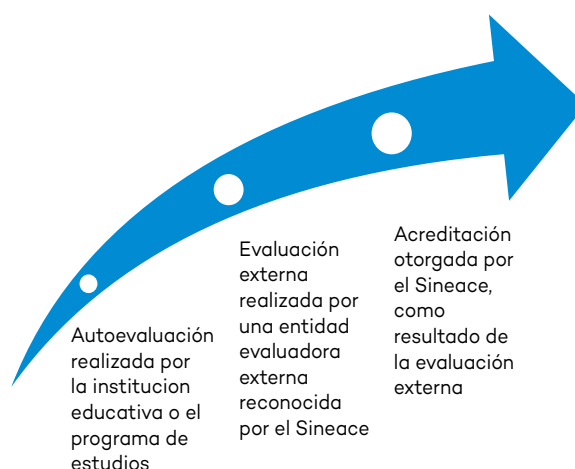 Autoevaluación
realizada por
la institucion
educativa o el
programa de
estudios
Evaluación
externa
realizada por
una entidad
evaluadora
externa
reconocida
por el Sineace
Acreditación
otorgada por
el Sineace,
como
resultado de
la evaluación
externa